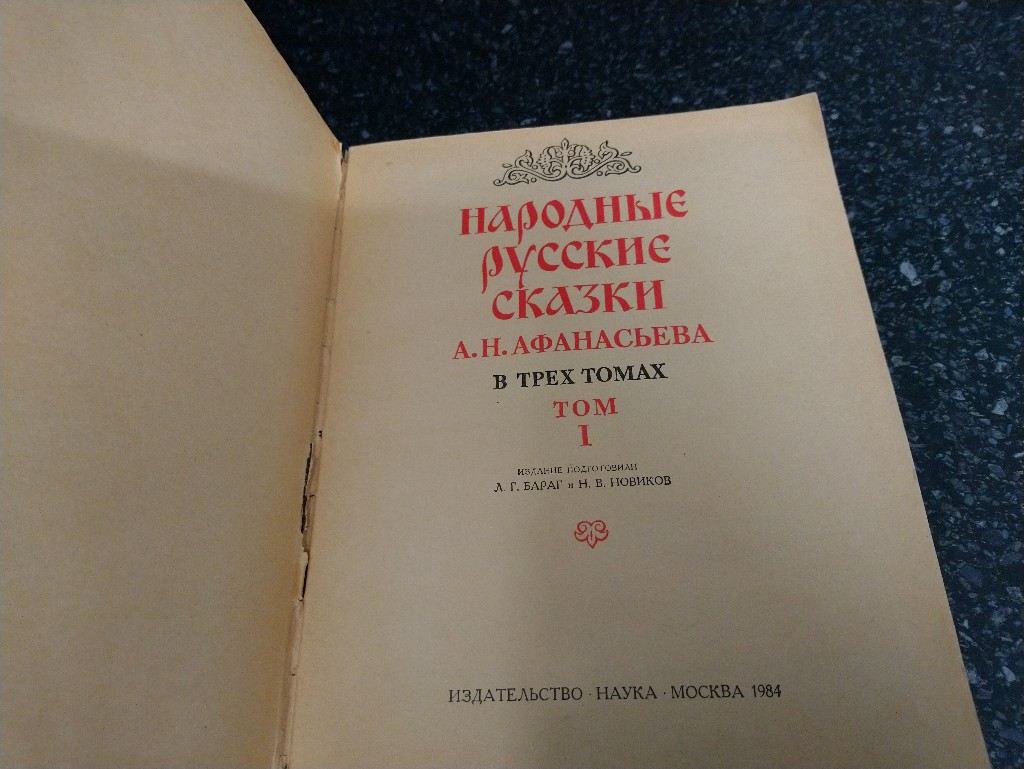 НАРОДНЫЕ
РУССКИЕ
СКАЗКИ
А. Н. АФАНАСЬЕВА
В ТРЕХ ТОМАХ
ТОМ
I
ИЗДАНИЕ ПОДГОТОВИЛИ
Л. Г. БАРАГ и Н. В. НОВИКОВ
ИЗДАТЕЛЬСТВО · НАУКА · МОСКВА 1984